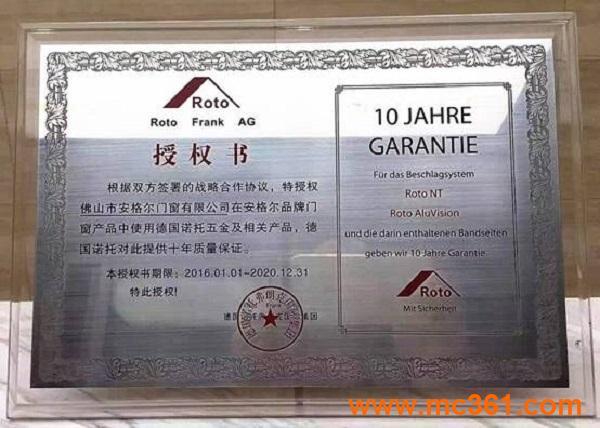 Roto
Roto Frank AG
授权书
根据双方签署的战略合作协议，特授权
佛山市安格尔门窗有限公司在安格尔品牌门
窗产品中使用德国诺托五金及相关产品，德
国诺托对此提供十年质量保证。
本授权书期限：2016.01.01-2020.12.31
特此授权!
德国
集团
10 JAHRE
GARANTIE
Für das Beschlagsystem
Roto NT
Roto AluVision
und die darin enthaltenen Bandseiten
geben wir 10 Jahre Garantie.
Roto
Mit Sicherheit
www.mc361.com